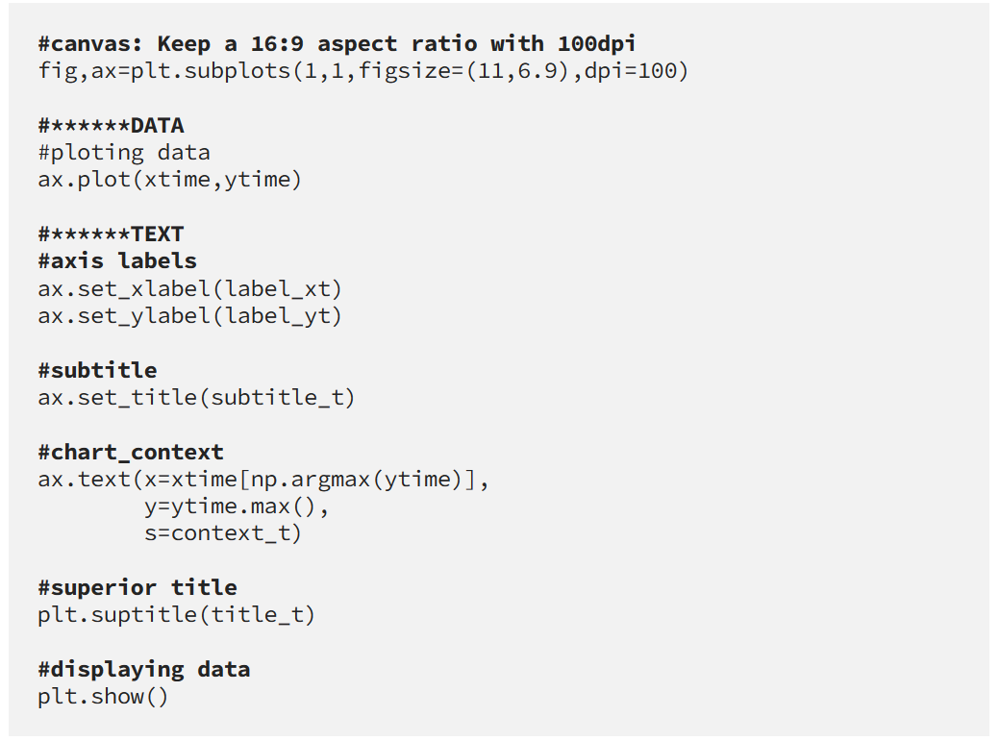 #canvas: Keep a 16:9 aspect ratio with 100dpi
fig,ax=plt.subplots(1,1,figsize=(11,6.9),dpi=100)
#******DATA
#ploting data
ax.plot(xtime,ytime)
#******TEXT
#axis labels
ax.set_xlabel(label_xt)
ax.set_ylabel(label_yt)
#subtitle
ax.set_title(subtitle_t)
#chart_context
ax.text(x=xtime[np.argmax(ytime)],
        y=ytime.max(),
        s=context_t)
#superior title
plt.suptitle(title_t)
#displaying data
plt.show()